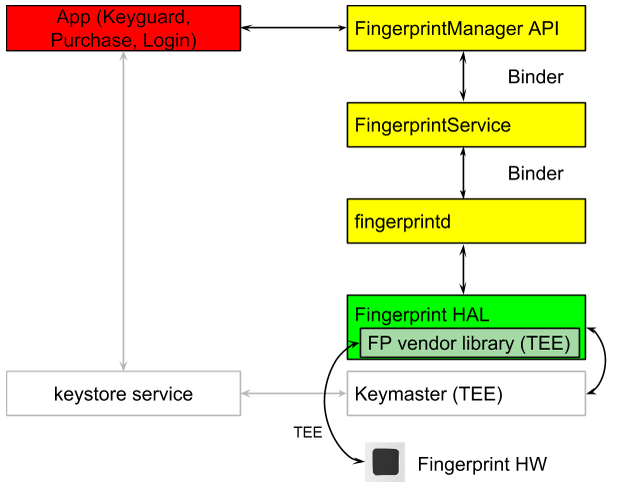 App (Keyguard,
Purchase, Login)
FingerprintManager API
Binder
FingerprintService
Binder
fingerprintd
Fingerprint HAL
FP vendor library (TEE)
keystore service
Keymaster (TEE)
TEE
Fingerprint HW